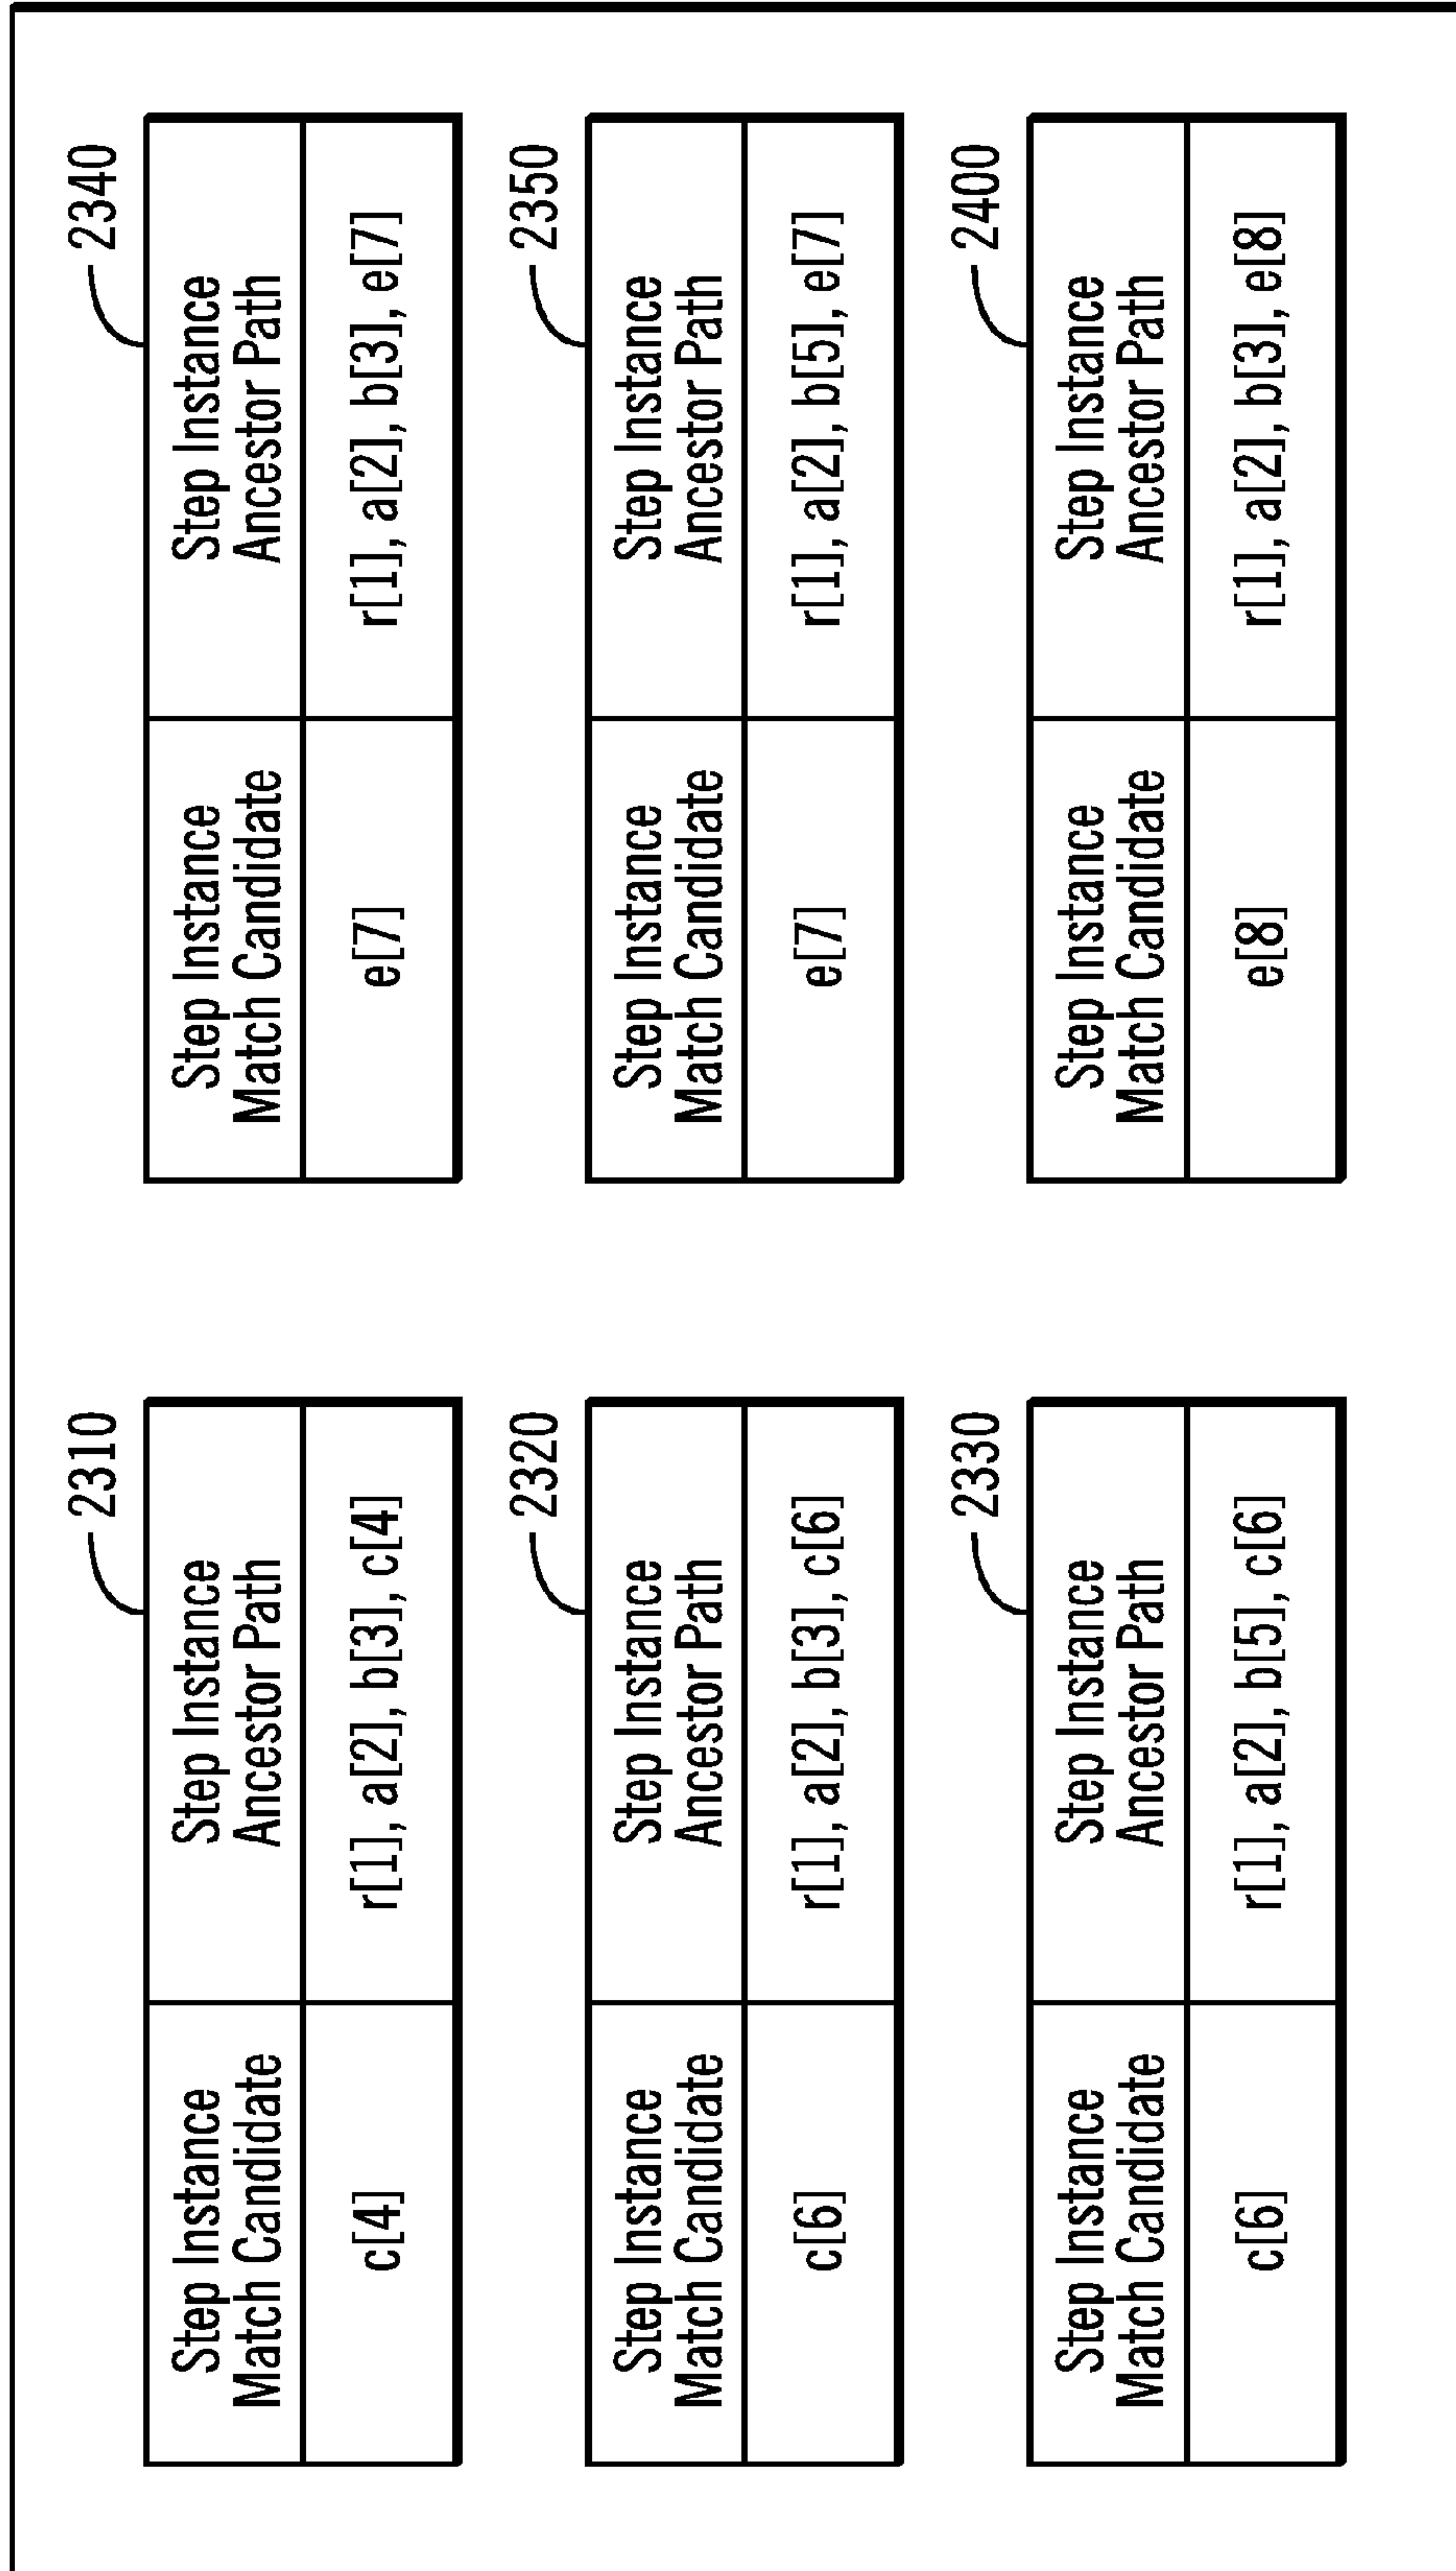 2310
Step Instance
Match Candidate
Step Instance
Ancestor Path
c[4]
r[1], a[2], b[3], c[4]
2340
Step Instance
Match Candidate
Step Instance
Ancestor Path
e[7]
r[1], a[2], b[3], e[7]
2320
Step Instance
Match Candidate
Step Instance
Ancestor Path
c[6]
r[1], a[2], b[3], c[6]
2350
Step Instance
Match Candidate
Step Instance
Ancestor Path
e[7]
r[1], a[2], b[5], e[7]
2330
Step Instance
Match Candidate
Step Instance
Ancestor Path
c[6]
r[1], a[2], b[5], c[6]
2400
Step Instance
Match Candidate
Step Instance
Ancestor Path
e[8]
r[1], a[2], b[3], e[8]